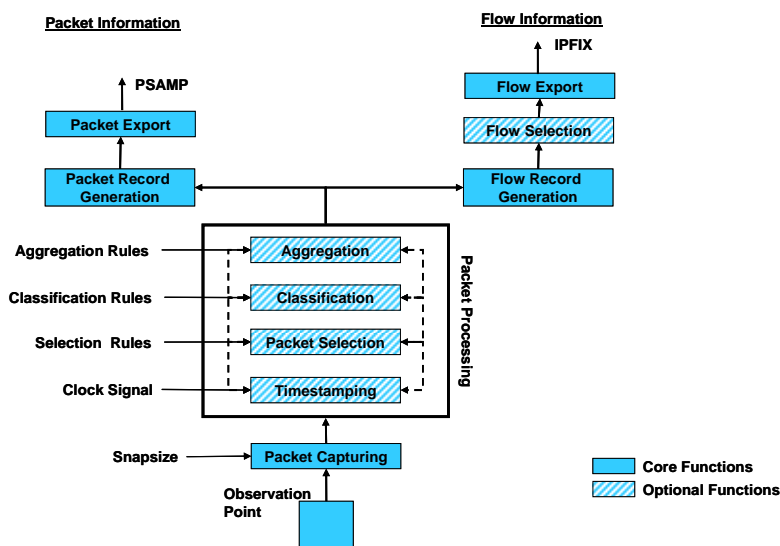 Packet Information
Flow Information
IPFIX
PSAMP
Flow Export
Packet Export
Flow Selection
Packet Record
Generation
Flow Record
Generation
Aggregation Rules
Aggregation
Classification Rules
Classification
Selection Rules
Packet Selection
Clock Signal
Timestamping
Packet Processing
Snapsize
Packet Capturing
Observation
Point
Core Functions
Optional Functions